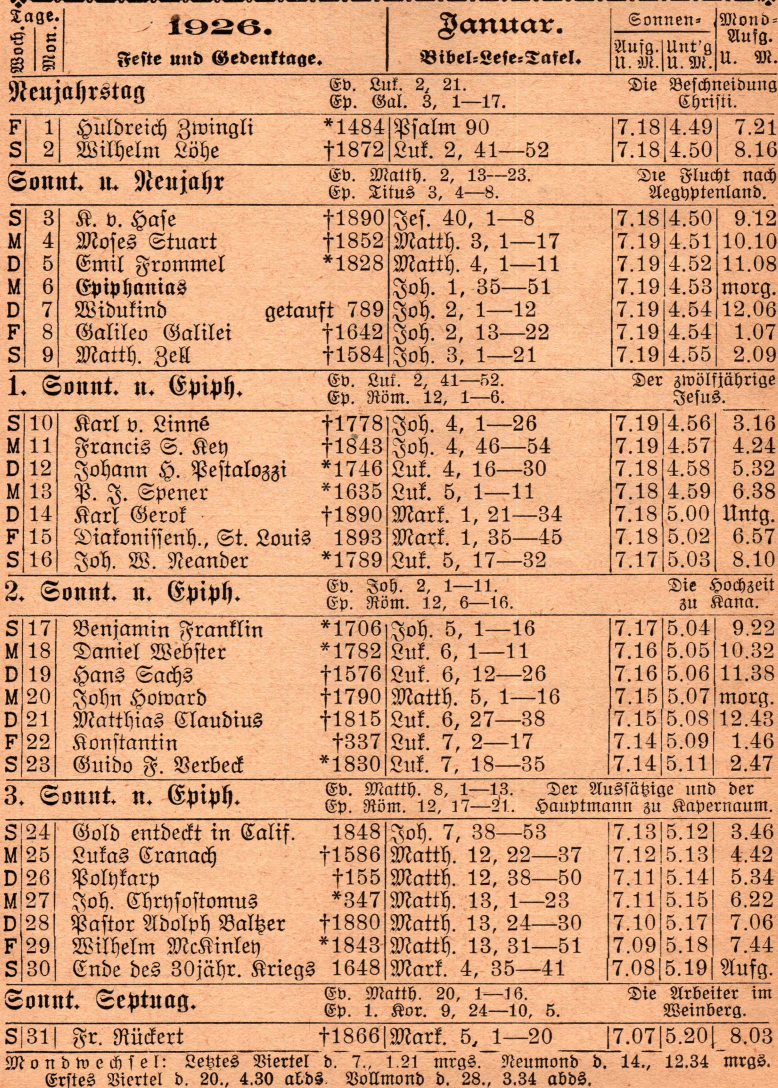 Tage. 1926. Januar. Sonnen= Mond=
Woch. Mon. Feste und Gedenktage. Bibel=Lese=Tafel. Aufg. U. M. Unt'g U. M. Aufg. U. M.
Neujahrstag Ev. Luk. 2, 21. Die Beschneidung
Ep. Gal. 3, 1—17. Christi.
F 1 Huldreich Zwingli *1484 Psalm 90 7.18 4.49 7.21
S 2 Wilhelm Löhe †1872 Luk. 2, 41—52 7.18 4.50 8.16
Sonnt. n. Neujahr Ev. Matth. 2, 13—23. Die Flucht nach
Ep. Titus 3, 4—8. Aegyptenland.
S 3 K. v. Hase †1890 Jes. 40, 1—8 7.18 4.50 9.12
M 4 Moses Stuart †1852 Matth. 3, 1—17 7.19 4.51 10.10
D 5 Emil Frommel *1828 Matth. 4, 1—11 7.19 4.52 11.08
M 6 Epiphanias Joh. 1, 35—51 7.19 4.53 morg.
D 7 Widukind getauft 789 Joh. 2, 1—12 7.19 4.54 12.06
F 8 Galileo Galilei †1642 Joh. 2, 13—22 7.19 4.54 1.07
S 9 Matth. Zell †1584 Joh. 3, 1—21 7.19 4.55 2.09
1. Sonnt. n. Epiph. Ev. Luk. 2, 41—52. Der zwölfjährige
Ep. Röm. 12, 1—6. Jesus.
S 10 Karl v. Linné †1778 Joh. 4, 1—26 7.19 4.56 3.16
M 11 Francis S. Key †1843 Joh. 4, 46—54 7.19 4.57 4.24
D 12 Johann H. Pestalozzi *1746 Luk. 4, 16—30 7.18 4.58 5.32
M 13 P. J. Spener *1635 Luk. 5, 1—11 7.18 4.59 6.38
D 14 Karl Gerok †1890 Mark. 1, 21—34 7.18 5.00 Untg.
F 15 Diakonissenh., St. Louis 1893 Mark. 1, 35—45 7.18 5.02 6.57
S 16 Joh. W. Neander *1789 Luk. 5, 17—32 7.17 5.03 8.10
2. Sonnt. n. Epiph. Ev. Joh. 2, 1—11. Die Hochzeit
Ep. Röm. 12, 6—16. zu Kana.
S 17 Benjamin Franklin *1706 Joh. 5, 1—16 7.17 5.04 9.22
M 18 Daniel Webster *1782 Luk. 6, 1—11 7.16 5.05 10.32
D 19 Hans Sachs †1576 Luk. 6, 12—26 7.16 5.06 11.38
M 20 John Howard †1790 Matth. 5, 1—16 7.15 5.07 morg.
D 21 Matthias Claudius †1815 Luk. 6, 27—38 7.15 5.08 12.43
F 22 Konstantin †337 Luk. 7, 2—17 7.14 5.09 1.46
S 23 Guido F. Verbeck *1830 Luk. 7, 18—35 7.14 5.11 2.47
3. Sonnt. n. Epiph. Ev. Matth. 8, 1—13. Der Aussätzige und der
Ep. Röm. 12, 17—21. Hauptmann zu Kapernaum.
S 24 Gold entdeckt in Calif. 1848 Joh. 7, 38—53 7.13 5.12 3.46
M 25 Lukas Cranach †1586 Matth. 12, 22—37 7.12 5.13 4.42
D 26 Polykarp †155 Matth. 12, 38—50 7.11 5.14 5.34
M 27 Joh. Chrysostomus *347 Matth. 13, 1—23 7.11 5.15 6.22
D 28 Pastor Adolph Baltzer †1880 Matth. 13, 24—30 7.10 5.17 7.06
F 29 Wilhelm McKinley *1843 Matth. 13, 31—51 7.09 5.18 7.44
S 30 Ende des 30jähr. Kriegs 1648 Mark. 4, 35—41 7.08 5.19 Aufg.
Sonnt. Septuag. Ev. Matth. 20, 1—16. Die Arbeiter im
Ep. 1. Kor. 9, 24—10, 5. Weinberg.
S 31 Fr. Rückert †1866 Mark. 5, 1—20 7.07 5.20 8.03
Mondwechsel: Letztes Viertel d. 7., 1.21 mrgs. Neumond d. 14., 12.34 mrgs.
Erstes Viertel d. 20., 4.30 abds. Vollmond d. 28., 3.34 abds.